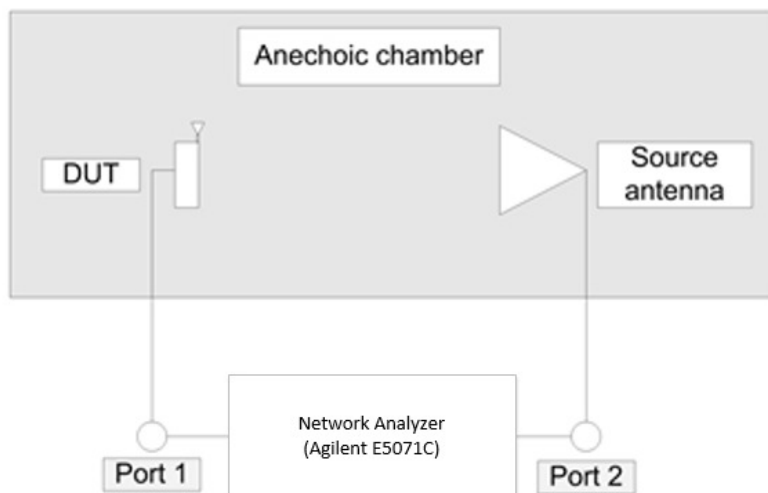 Anechoic chamber
DUT
Source
antenna
Network Analyzer
(Agilent E5071C)
Port 1
Port 2